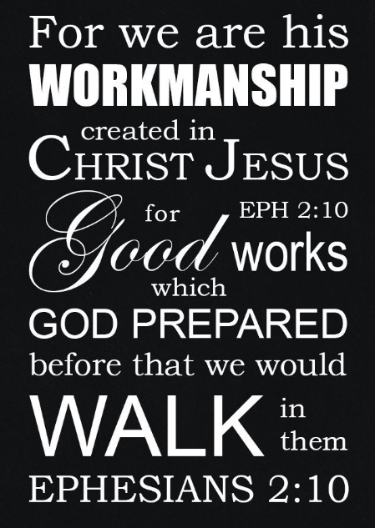 For we are his
WORKMANSHIP
created in
CHRIST JESUS
for EPH 2:10
Good works
which
GOD PREPARED
before that we would
WALK in
them
EPHESIANS 2:10